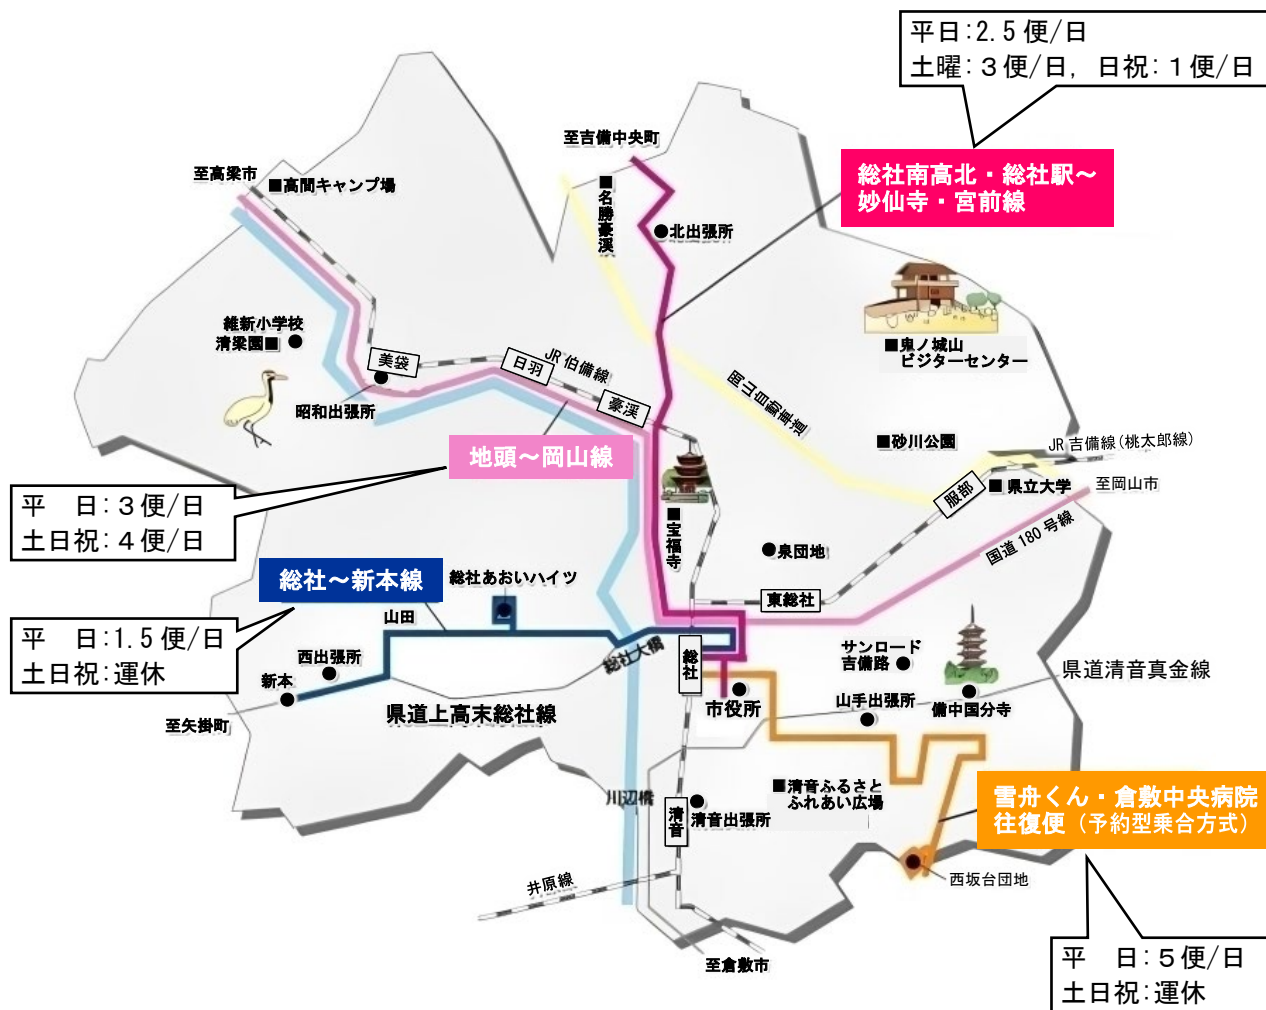 平日:2.5便/日
土曜:3便/日, 日祝:1便/日
至吉備中央町
総社南高北・総社駅～
妙仙寺・宮前線
至高梁市
■高間キャンプ場
■名勝豪渓
●北出張所
維新小学校
清梁園■
美袋
日羽
JR伯備線
豪渓
昭和出張所
■鬼ノ城山
ビジターセンター
岡山自動車道
■砂川公園
JR吉備線(桃太郎線)
地頭～岡山線
服部
■県立大学
至岡山市
平　日:3便/日
土日祝:4便/日
■宝福寺
国道180号線
●泉団地
総社～新本線
総社あおいハイツ
東総社
平　日:1.5便/日
土日祝:運休
山田
総社大橋
総社
サンロード
吉備路●
西出張所
新本
県道清音真金線
至矢掛町
県道上高末総社線
市役所
山手出張所
備中国分寺
川辺橋
清音
清音出張所
■清音ふるさと
ふれあい広場
雪舟くん・倉敷中央病院
往復便(予約型乗合方式)
井原線
西坂台団地
至倉敷市
平　日:5便/日
土日祝:運休